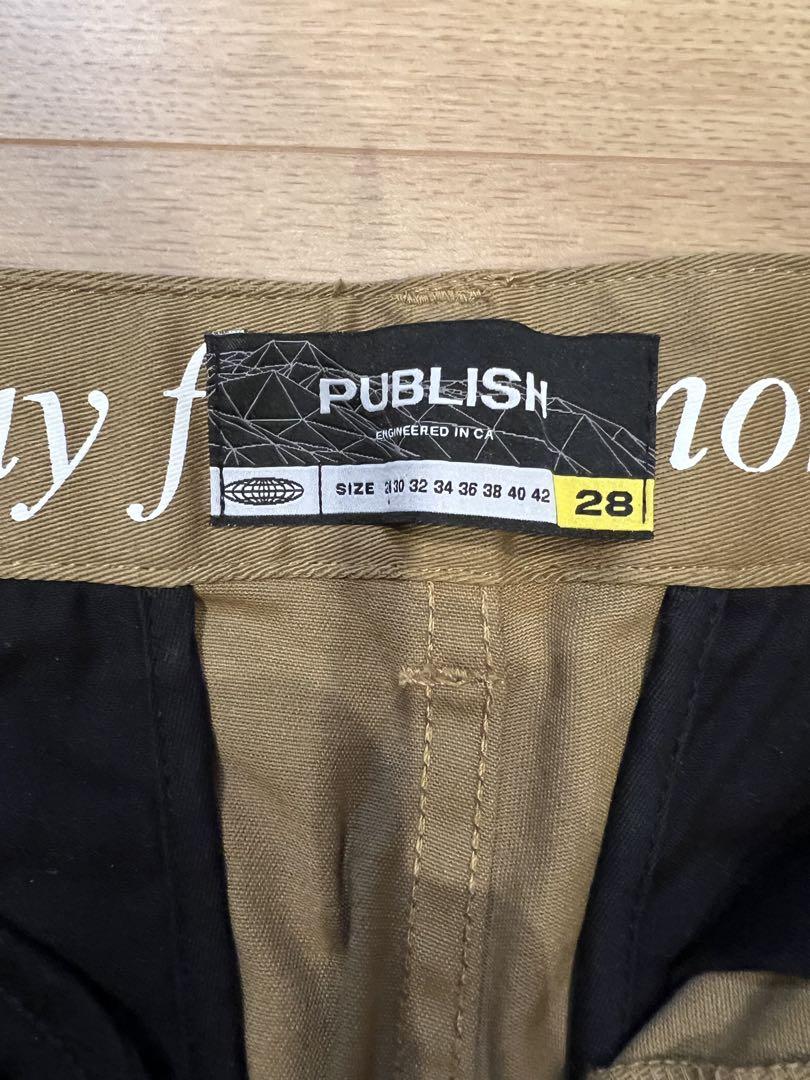 PUBLISH
ENGINEERED IN CA
SIZE 30 32 34 36 38 40 42 28